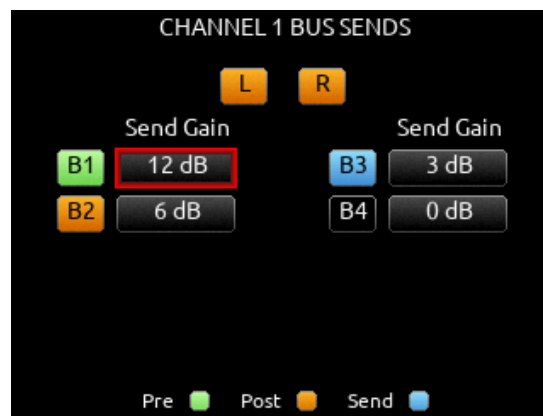 CHANNEL 1 BUS SENDS
L R
Send Gain Send Gain
B1 12 dB B3 3 dB
B2 6 dB B4 0 dB
Pre Post Send